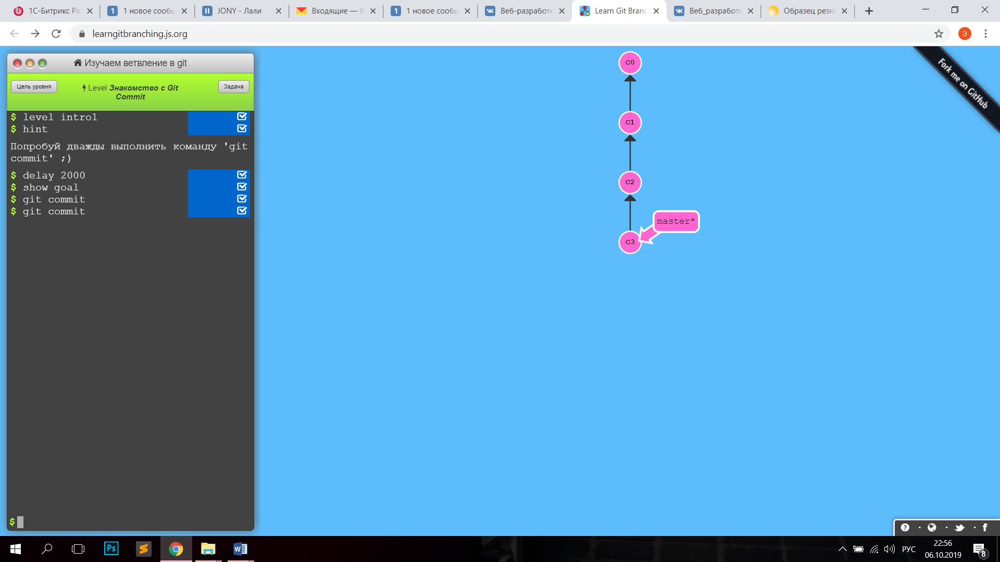 1С-Битрикс Ра
1 новое сообщ
JONY - Лали
Входящие — Я
1 новое сообщ
Веб-разработк
Learn Git Branc
Веб_разработк
Образец резю
learngitbranching.js.org
Э
Изучаем ветвление в git
Цель уровня
Level Знакомство с Git
Commit
Задача
$ level intro1
$ hint
Попробуй дважды выполнить команду 'git
commit' ;)
$ delay 2000
$ show goal
$ git commit
$ git commit
$
C0
C1
C2
C3
master*
Fork me on GitHub
Ps
РУС
22:56
06.10.2019
8